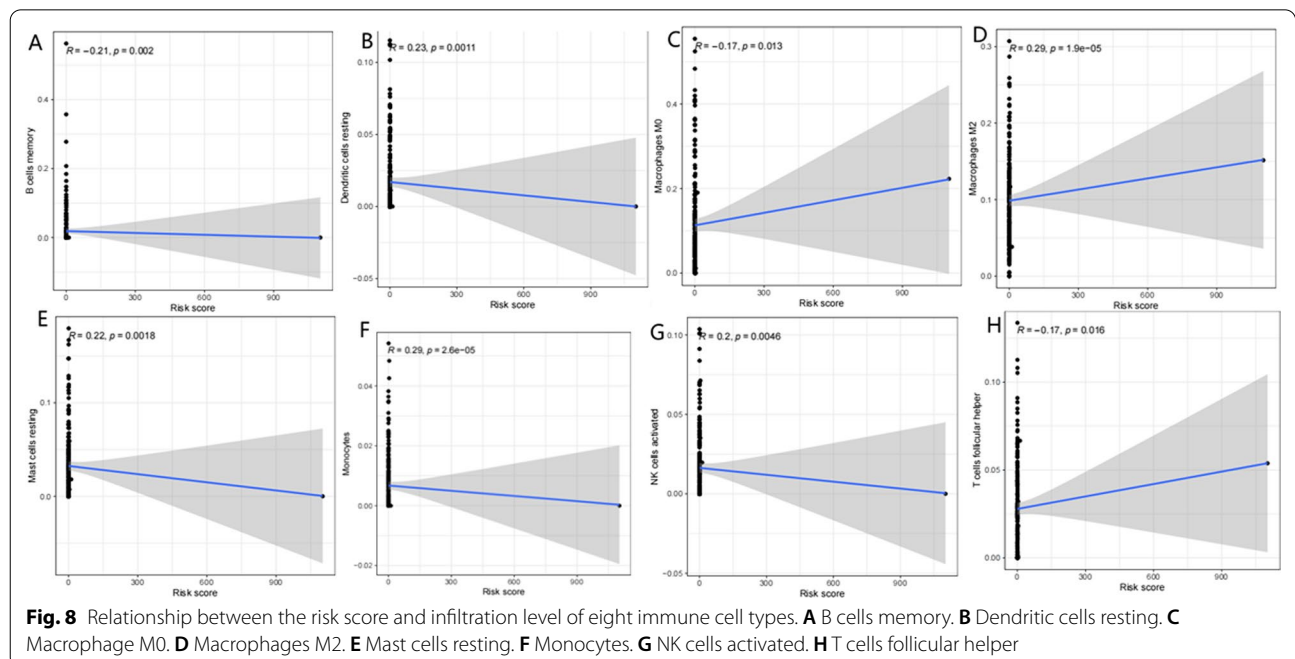 A
R = −0.21, p = 0.002
B cells memory
0.4
0.2
0.0
0 300 600 900
Risk score
B
R = 0.23, p = 0.0011
Dendritic cells resting
0.10
0.05
0.00
−0.05
0 300 600 900
Risk score
C
R = −0.17, p = 0.013
Macrophages M0
0.4
0.2
0.0
0 300 600 900
Risk score
D
R = 0.29, p = 1.9e−05
Macrophages M2
0.3
0.2
0.1
0.0
0 300 600 900
Risk score
E
R = 0.22, p = 0.0018
Mast cells resting
0.1
0.0
0 300 600 900
Risk score
F
R = 0.29, p = 2.6e−05
Monocytes
0.04
0.02
0.00
−0.02
0 300 600 900
Risk score
G
R = 0.2, p = 0.0046
NK cells activated
0.10
0.05
0.00
−0.05
0 300 600 900
Risk score
H
R = −0.17, p = 0.016
T cells follicular helper
0.10
0.05
0.00
0 300 600 900
Risk score
Fig. 8 Relationship between the risk score and infiltration level of eight immune cell types. A B cells memory. B Dendritic cells resting. C
Macrophage M0. D Macrophages M2. E Mast cells resting. F Monocytes. G NK cells activated. H T cells follicular helper